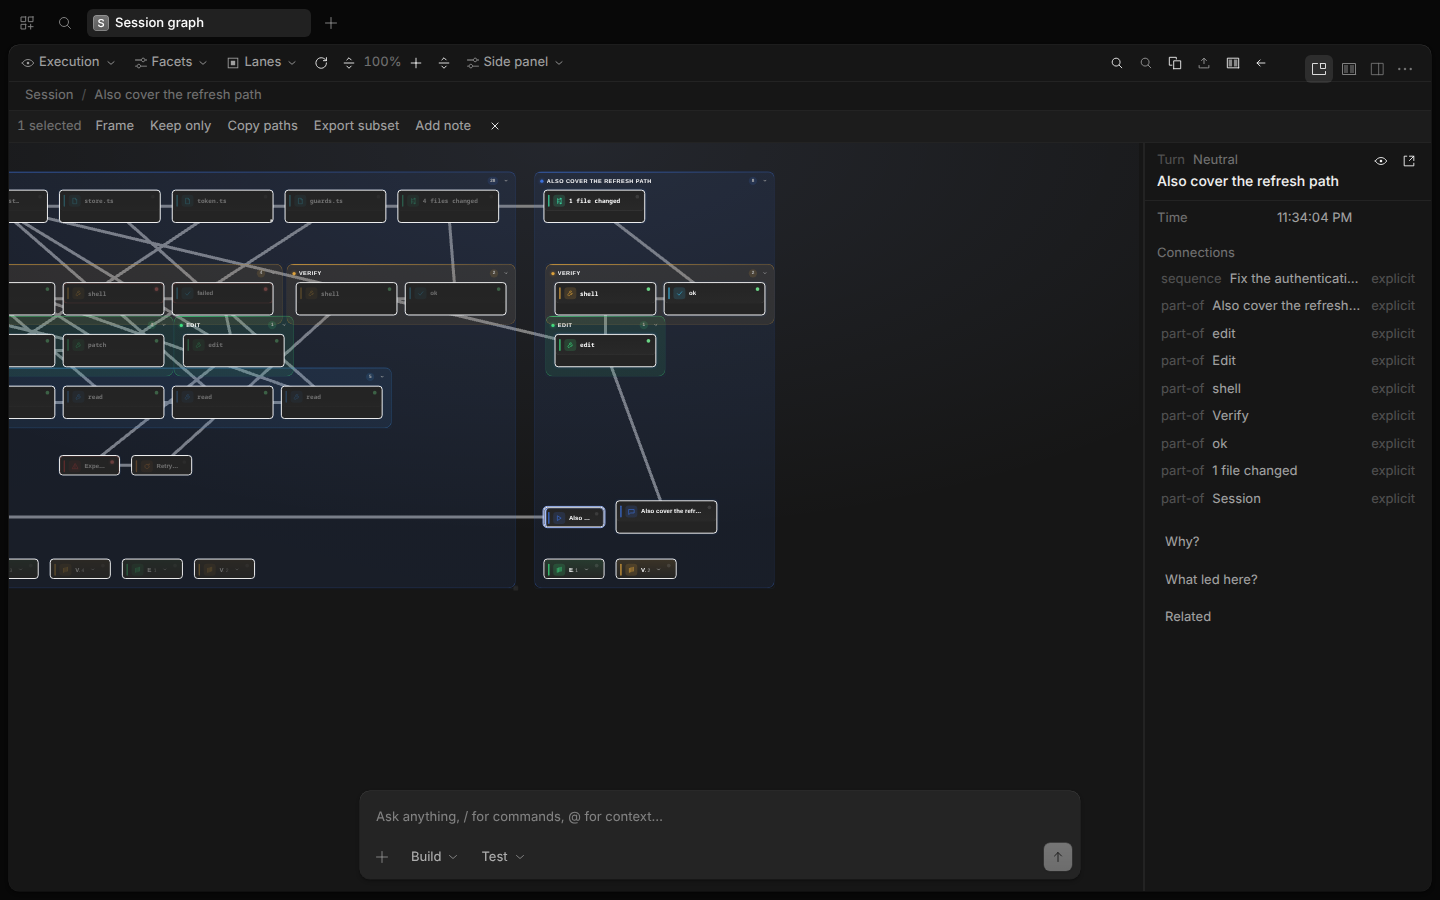 S Session graph
Execution Facets Lanes 100% Side panel
Session / Also cover the refresh path
1 selected Frame Keep only Copy paths Export subset Add note
ALSO COVER THE REFRESH PATH
store.ts token.ts guards.ts 4 files changed 1 file changed
VERIFY VERIFY
shell failed shell ok shell ok
EDIT EDIT
patch edit edit
read read read
Expe... Retry...
Also ... Also cover the refr...
V. E V E V.
Turn Neutral
Also cover the refresh path
Time 11:34:04 PM
Connections
sequence Fix the authenticati... explicit
part-of Also cover the refresh... explicit
part-of edit explicit
part-of Edit explicit
part-of shell explicit
part-of Verify explicit
part-of ok explicit
part-of 1 file changed explicit
part-of Session explicit
Why?
What led here?
Related
Ask anything, / for commands, @ for context...
Build Test